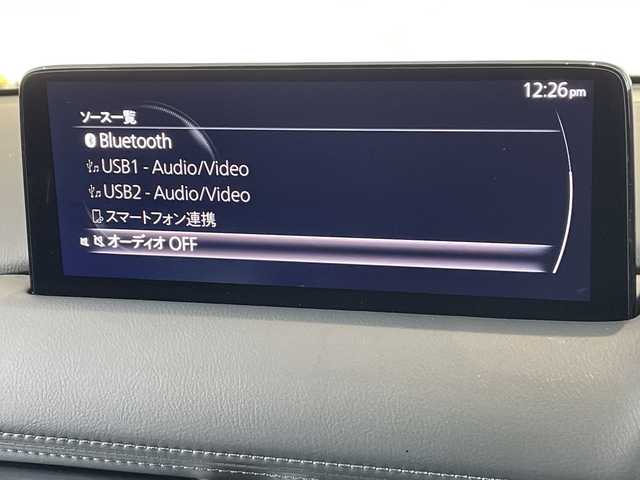 12:26pm
ソース一覧
Bluetooth
USB1 - Audio/Video
USB2 - Audio/Video
スマートフォン連携
オーディオ OFF